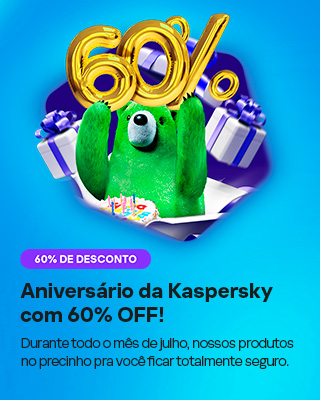 60%
60% DE DESCONTO
Aniversário da Kaspersky
com 60% OFF!
Durante todo o mês de julho, nossos produtos
no precinho pra você ficar totalmente seguro.